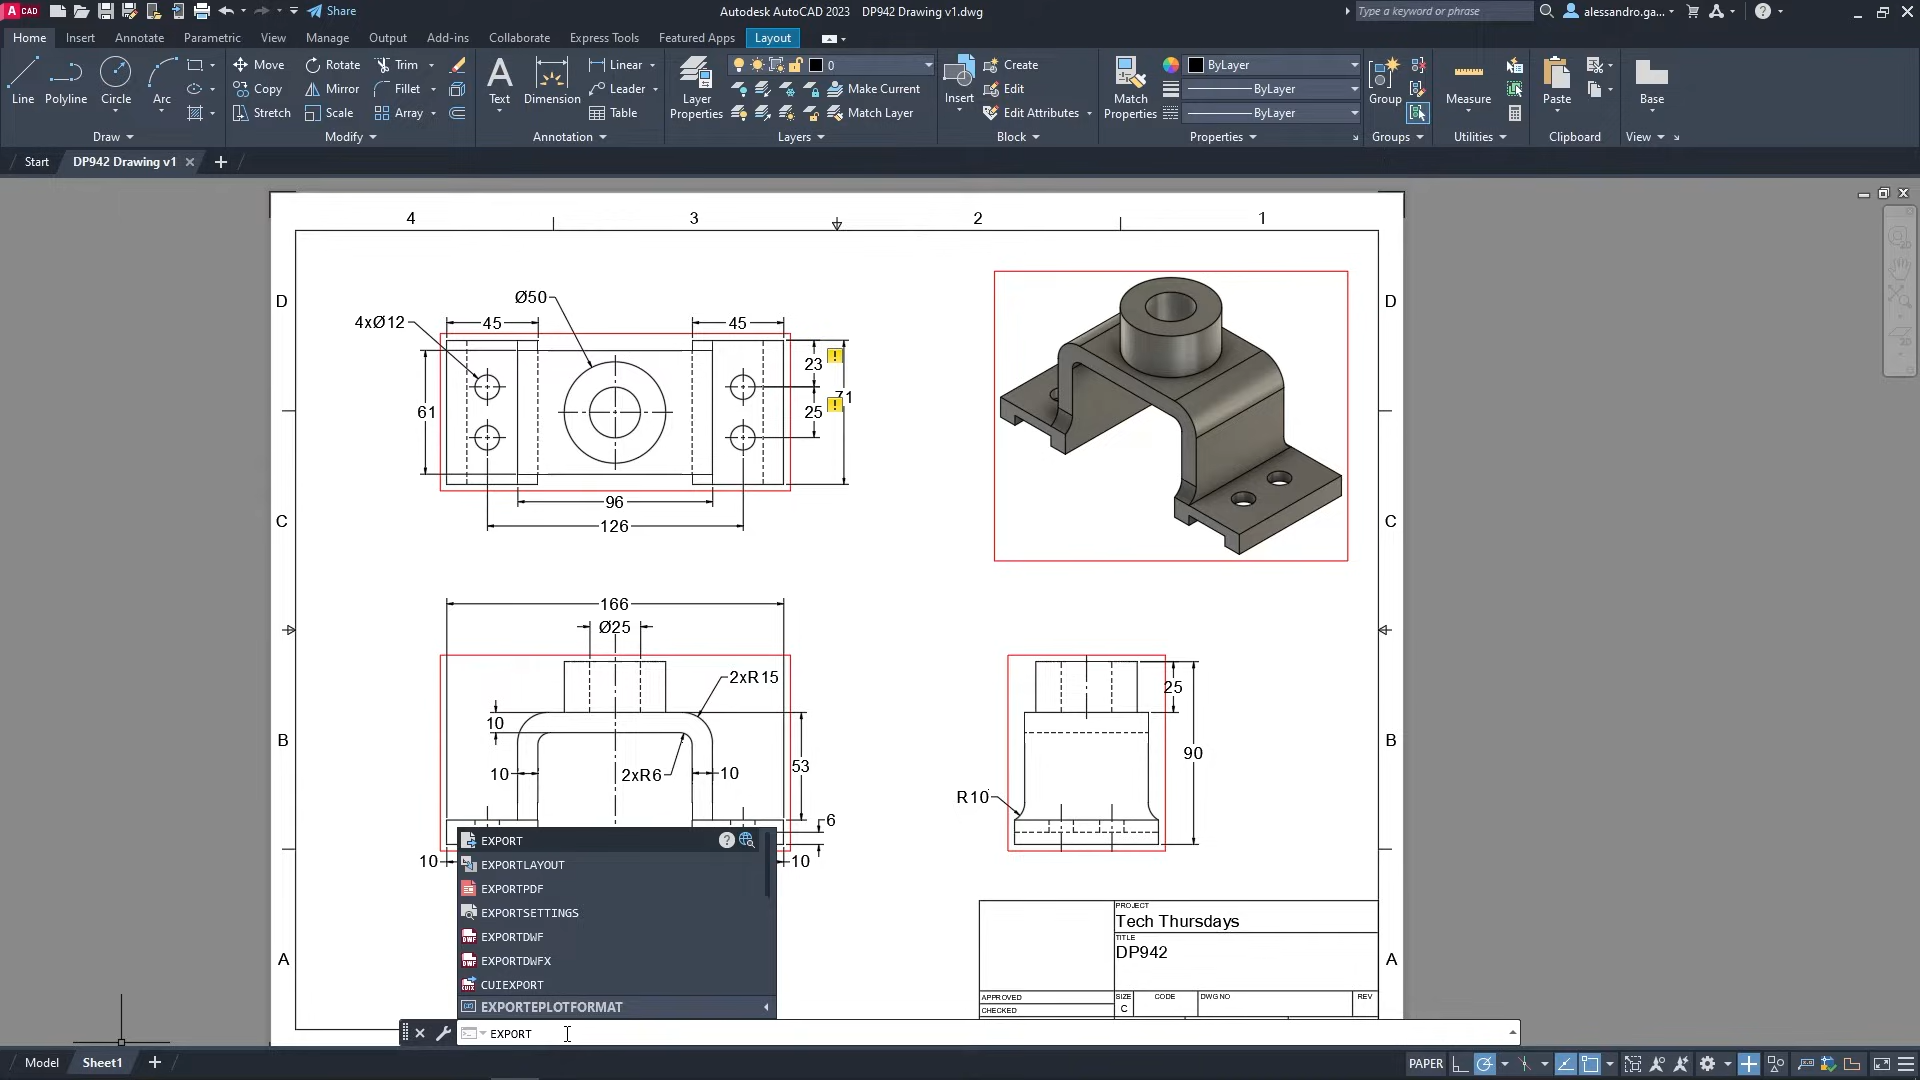 A CAD
Share
Autodesk AutoCAD 2023 DP942 Drawing v1.dwg
Type a keyword or phrase
alessandro.ga...
Home Insert Annotate Parametric View Manage Output Add-ins Collaborate Express Tools Featured Apps Layout
Line
Polyline
Circle
Arc
Draw
Move
Copy
Stretch
Rotate
Mirror
Scale
Trim
Fillet
Array
Modify
Text
Dimension
Linear
Leader
Table
Annotation
Layer
Properties
0
Make Current
Match Layer
Layers
Insert
Create
Edit
Edit Attributes
Block
Match
Properties
ByLayer
ByLayer
ByLayer
Properties
Group
Groups
Measure
Utilities
Paste
Clipboard
Base
View
Start
DP942 Drawing v1
4 3 2 1
D D
C C
B B
A A
Ø50
4xØ12
45
45
23
71
25
61
96
126
166
Ø25
2xR15
10
10
2xR6
10
53
6
10
10
25
90
R10
PROJECT
Tech Thursdays
TITLE
DP942
APPROVED
CHECKED
SIZE
C
CODE
DWG NO
REV
EXPORT
EXPORTLAYOUT
EXPORTPDF
EXPORTSETTINGS
EXPORTDWF
EXPORTDWFX
CUIEXPORT
EXPORTEPLOTFORMAT
EXPORT
Model
Sheet1
PAPER